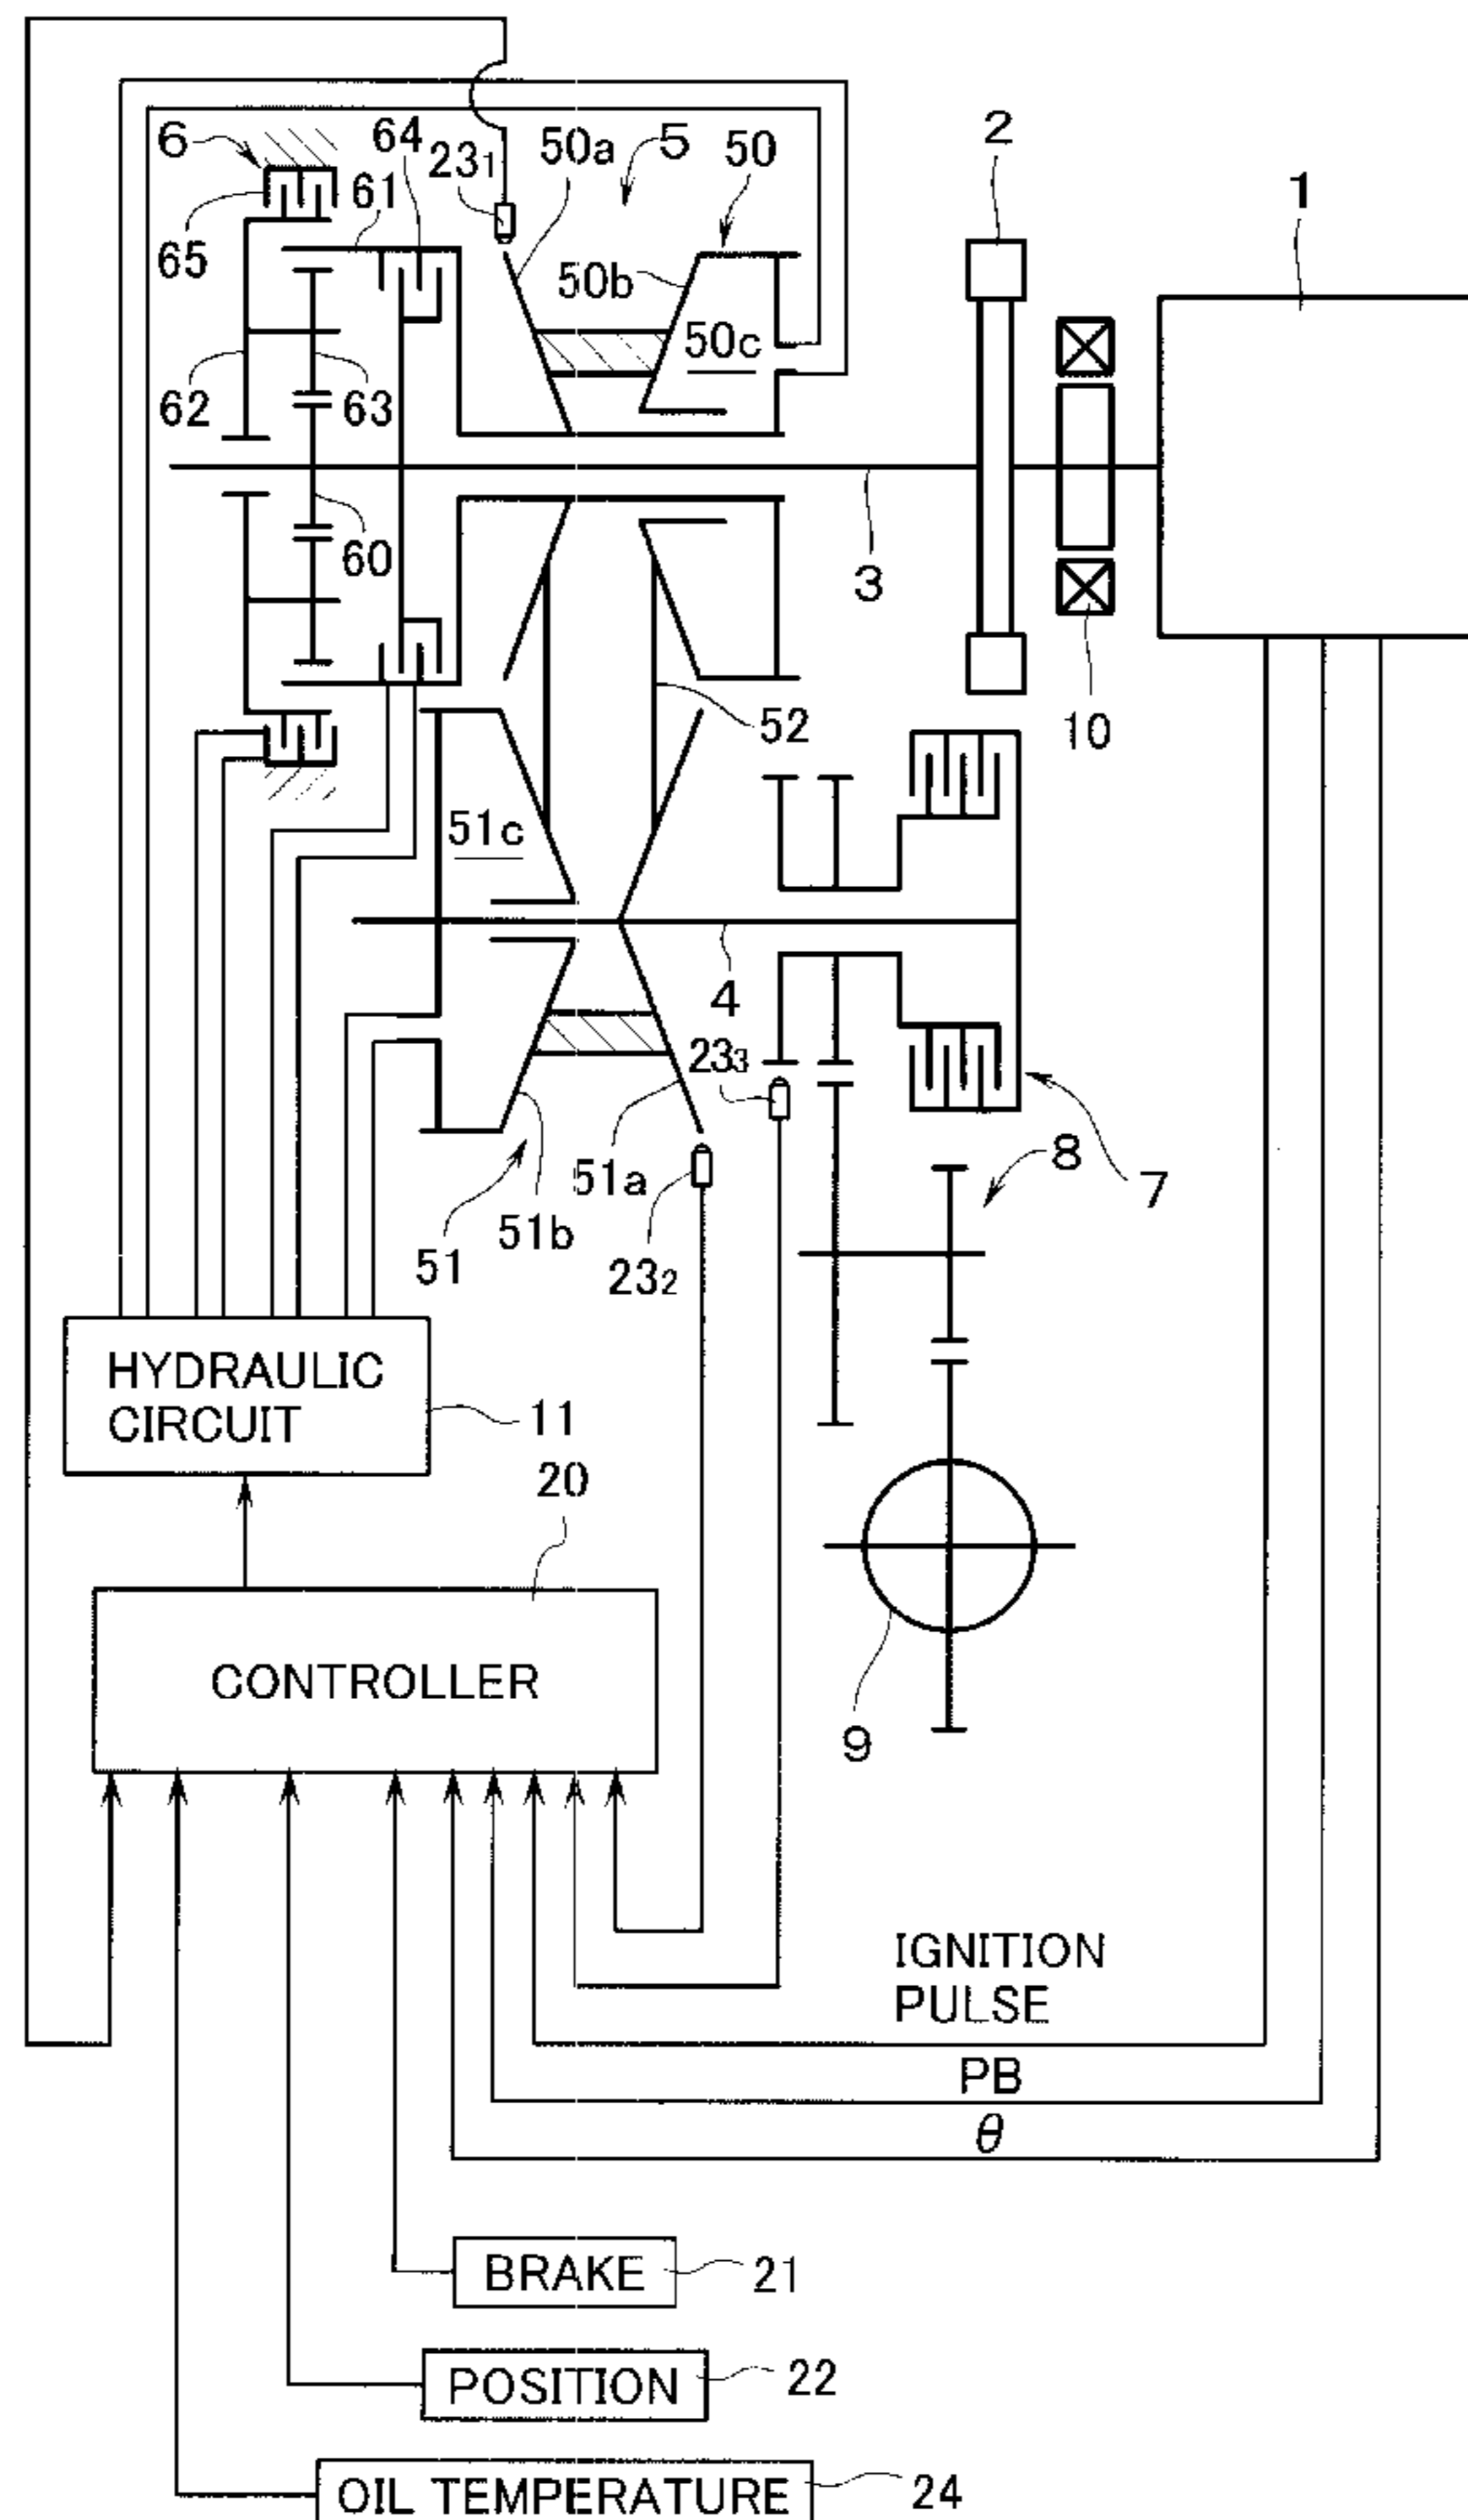 2
1
6
64
23₁
50a
5
50
61
65
50b
50c
62
63
60
3
52
10
51c
4
23₃
8
7
51a
51b
51
23₂
HYDRAULIC
CIRCUIT
11
20
CONTROLLER
9
IGNITION
PULSE
PB
θ
BRAKE
21
POSITION
22
OIL TEMPERATURE
24